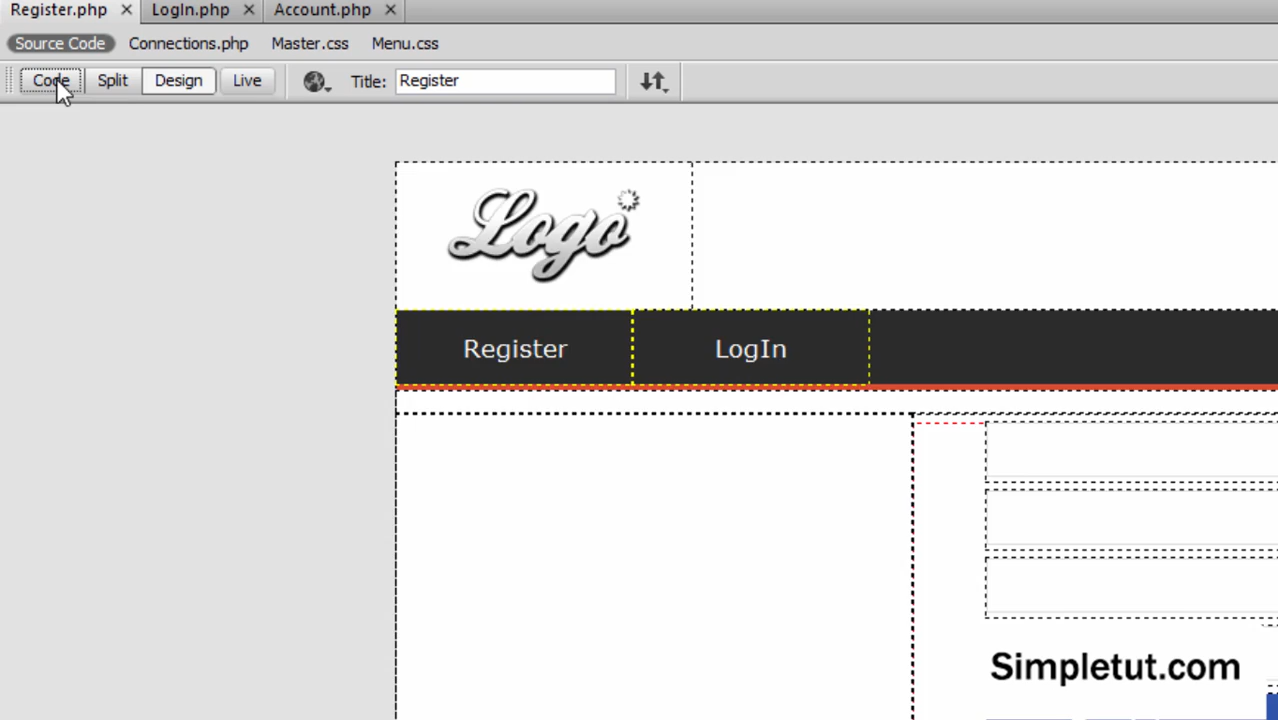 Register.php × LogIn.php × Account.php ×
Source Code Connections.php Master.css Menu.css
Code Split Design Live Title: Register
Logo
Register LogIn
Simpletut.com